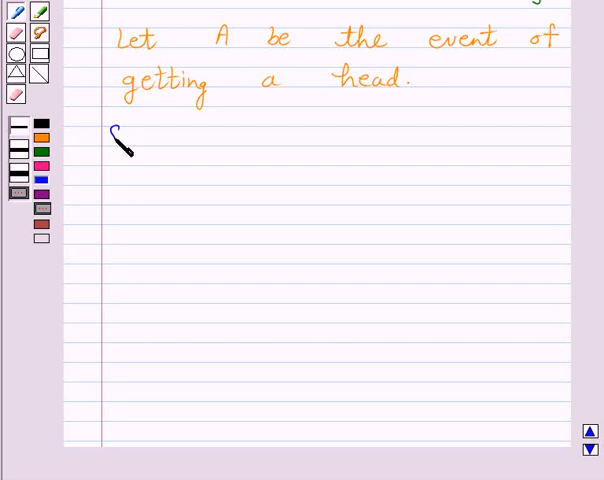 Let A be the event of
getting a head.